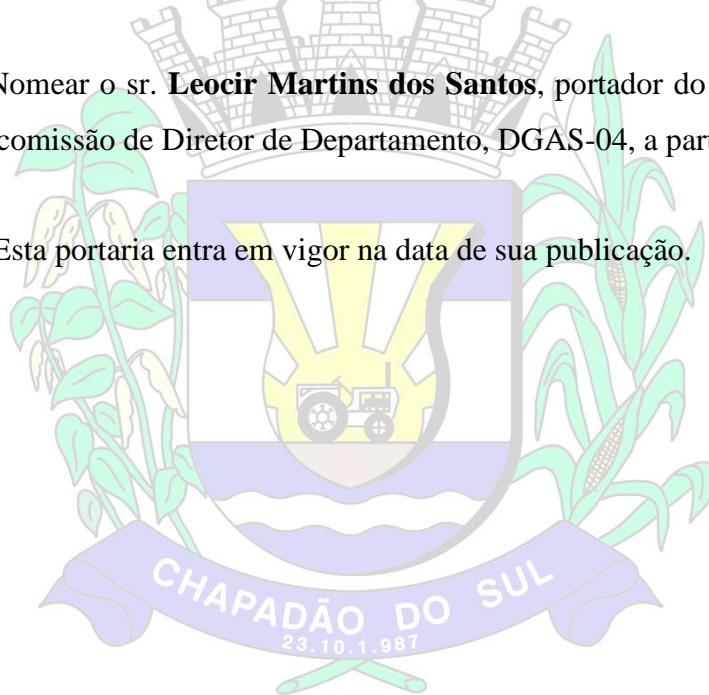 Nomear o sr. Leocir Martins dos Santos, portador do
comissão de Diretor de Departamento, DGAS-04, a part
Esta portaria entra em vigor na data de sua publicação.
CHAPADÃO DO SUL
23.10.1.987